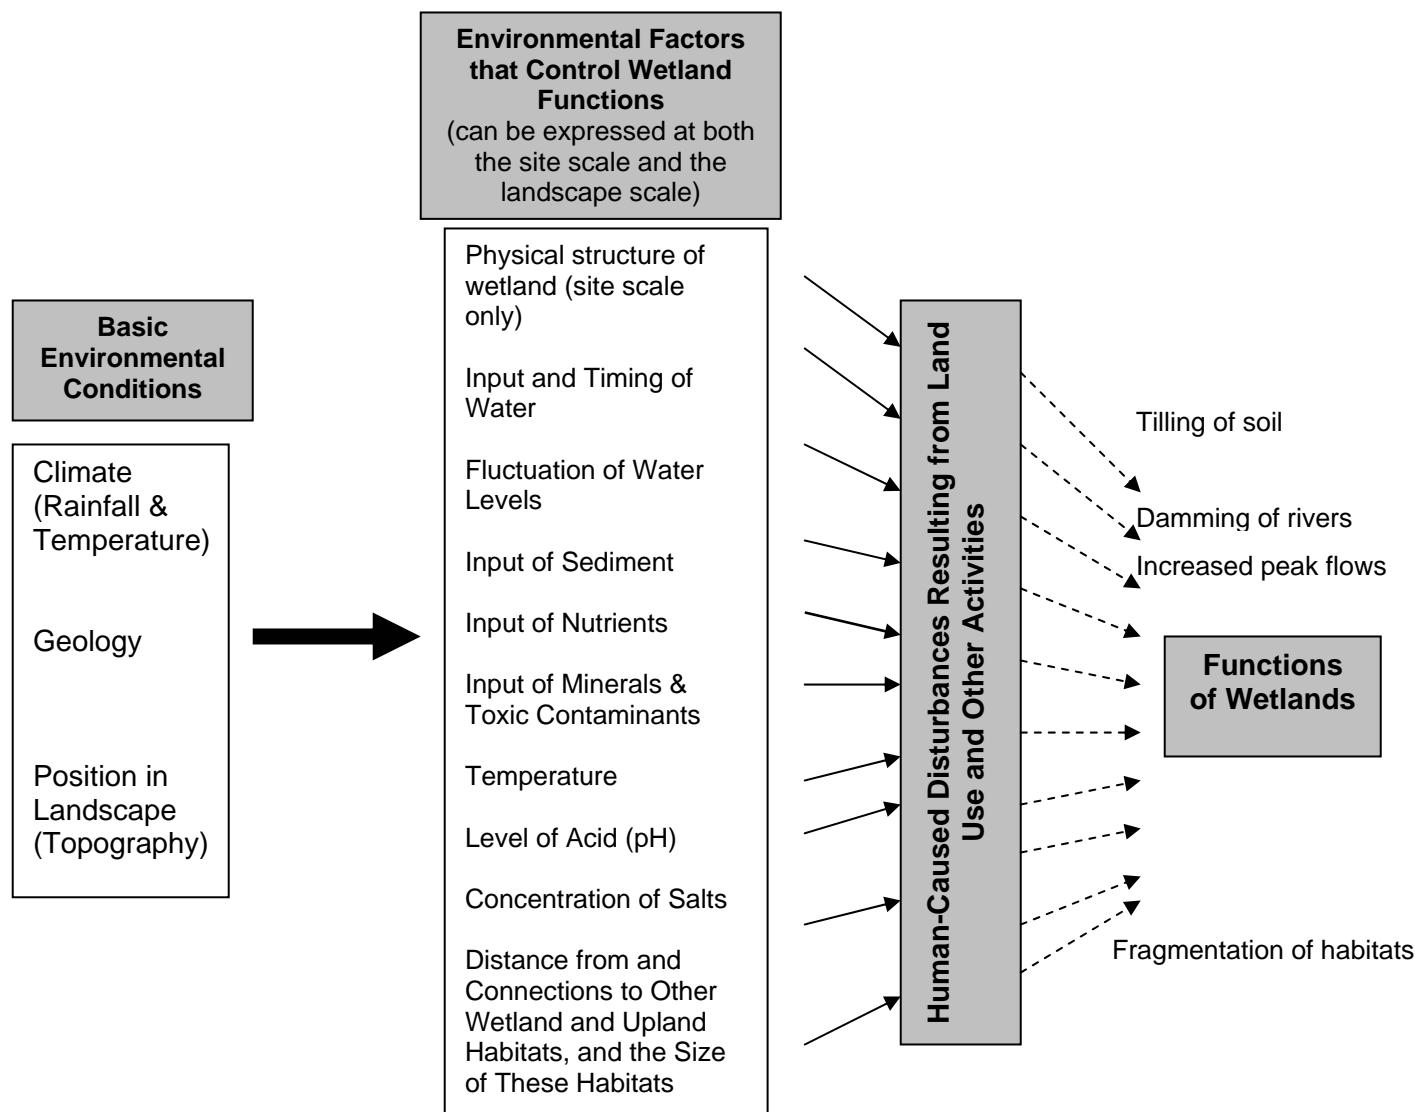 Environmental Factors
that Control Wetland
Functions
(can be expressed at both
the site scale and the
landscape scale)
Basic
Environmental
Conditions
Climate
(Rainfall &
Temperature)
Geology
Position in
Landscape
(Topography)
Physical structure of
wetland (site scale
only)
Input and Timing of
Water
Fluctuation of Water
Levels
Input of Sediment
Input of Nutrients
Input of Minerals &
Toxic Contaminants
Temperature
Level of Acid (pH)
Concentration of Salts
Distance from and
Connections to Other
Wetland and Upland
Habitats, and the Size
of These Habitats
Human-Caused Disturbances Resulting from Land
Use and Other Activities
Tilling of soil
Damming of rivers
Increased peak flows
Functions
of Wetlands
Fragmentation of habitats